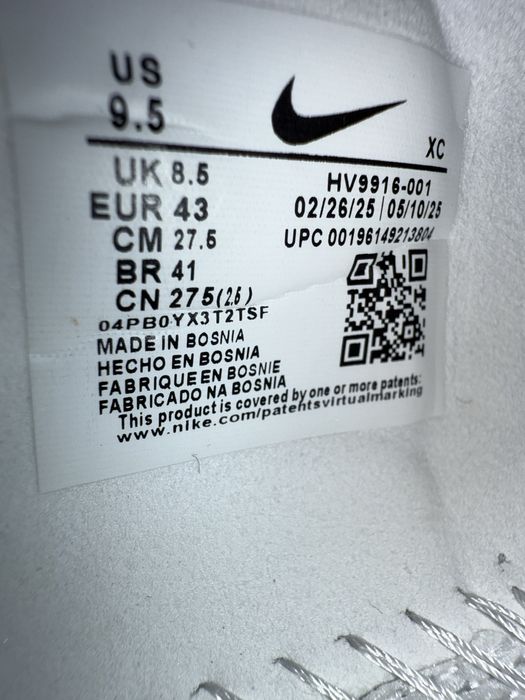 US
9.5
XC
UK 8.5
EUR 43
CM 27.5
BR 41
CN 275(2.5)
HV9916-001
02/26/25 | 05/10/25
UPC 00196149213804
04PB0YX3T2TSF
MADE IN BOSNIA
HECHO EN BOSNIA
FABRIQUE EN BOSNIE
FABRICADO NA BOSNIA
This product is covered by one or more patents:
www.nike.com/patentsvirtualmarking